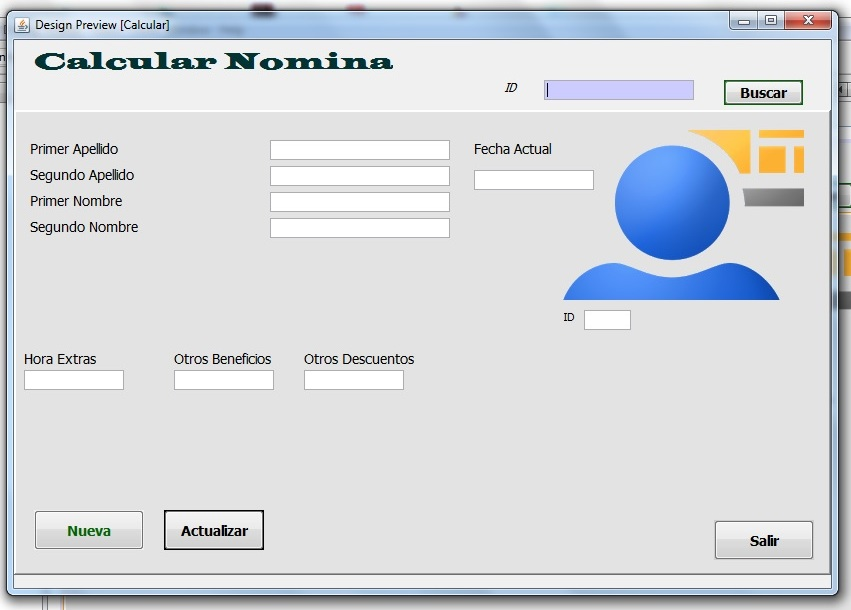 Design Preview [Calcular]
Calcular Nomina
ID
Buscar
Primer Apellido
Fecha Actual
Segundo Apellido
Primer Nombre
Segundo Nombre
ID
Hora Extras
Otros Beneficios
Otros Descuentos
Nueva
Actualizar
Salir